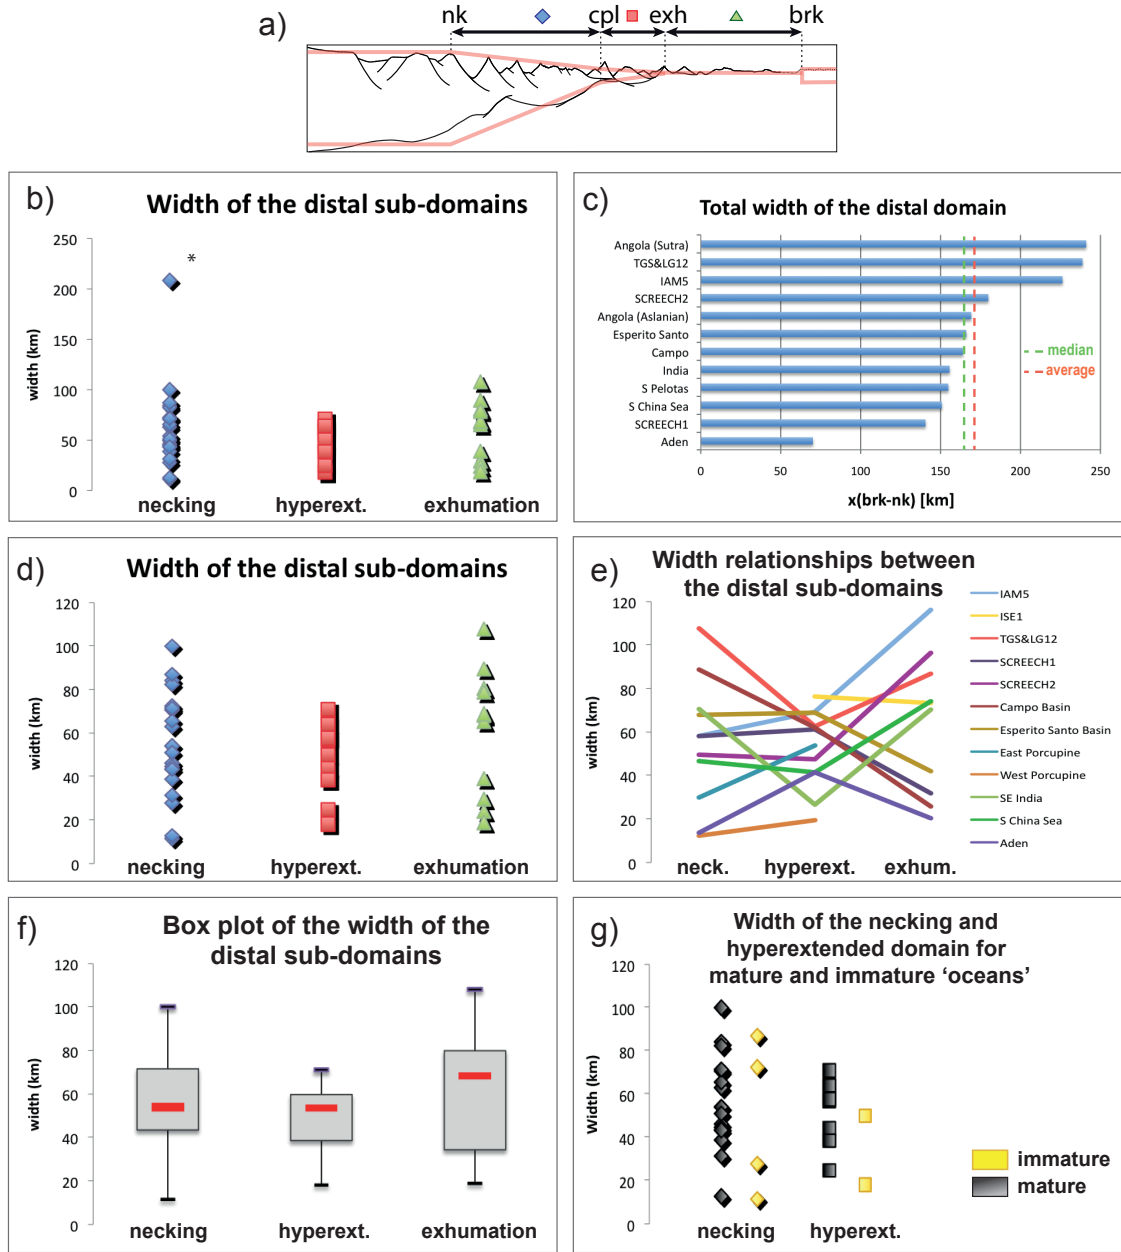 a)
nk cpl exh brk
b)
Width of the distal sub-domains
250
200
150
100
50
0
width (km)
*
necking hyperext. exhumation
c)
Total width of the distal domain
Angola (Sutra)
TGS&LG12
IAM5
SCREECH2
Angola (Aslanian)
Esperito Santo
Campo
India
S Pelotas
S China Sea
SCREECH1
Aden
median
average
0 50 100 150 200 250
x(brk-nk) [km]
d)
Width of the distal sub-domains
120
100
80
60
40
20
0
width (km)
necking hyperext. exhumation
e)
Width relationships between
the distal sub-domains
120
100
80
60
40
20
0
width (km)
neck. hyperext. exhum.
IAM5
ISE1
TGS&LG12
SCREECH1
SCREECH2
Campo Basin
Esperito Santo Basin
East Porcupine
West Porcupine
SE India
S China Sea
Aden
f)
Box plot of the width of the
distal sub-domains
120
100
80
60
40
20
0
width (km)
necking hyperext. exhumation
g)
Width of the necking and
hyperextended domain for
mature and immature ‘oceans’
120
100
80
60
40
20
0
Width (km)
necking hyperext.
immature
mature